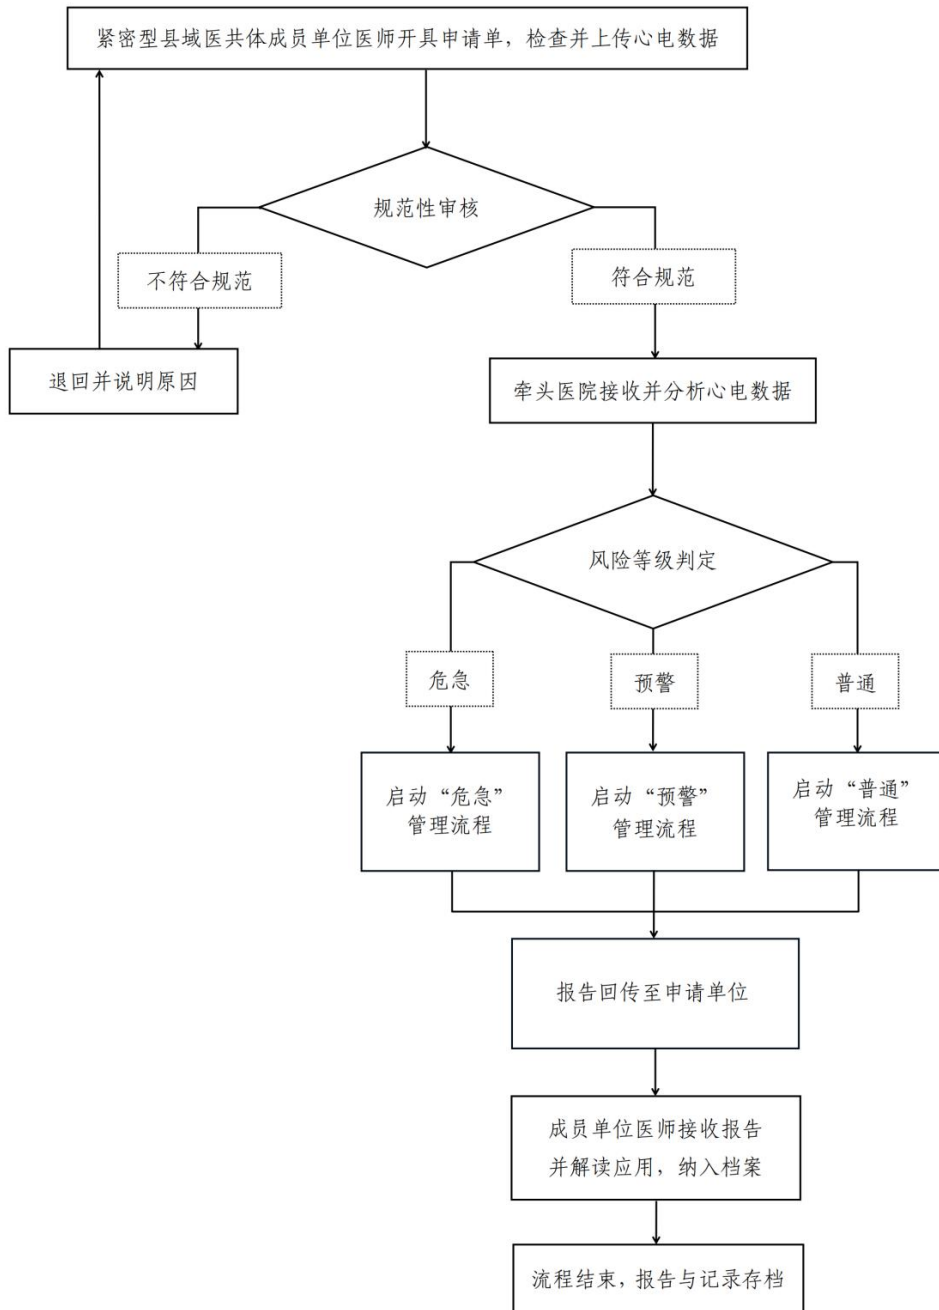 紧密型县域医共体成员单位医师开具申请单，检查并上传心电数据
规范性审核
不符合规范
符合规范
退回并说明原因
牵头医院接收并分析心电数据
风险等级判定
危急
预警
普通
启动“危急”
管理流程
启动“预警”
管理流程
启动“普通”
管理流程
报告回传至申请单位
成员单位医师接收报告
并解读应用，纳入档案
流程结束，报告与记录存档